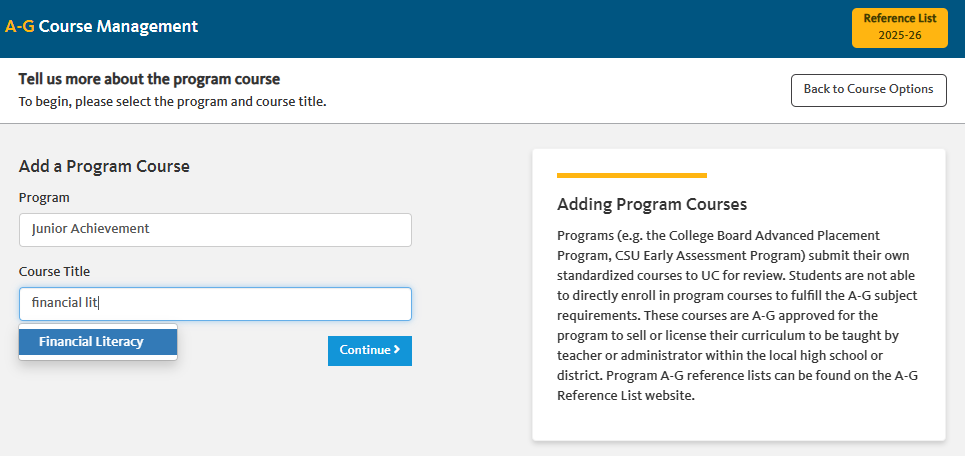 A-G Course Management
Reference List
2025-26
Tell us more about the program course
To begin, please select the program and course title.
Back to Course Options
Add a Program Course
Program
Junior Achievement
Course Title
financial lit
Financial Literacy
Continue
Adding Program Courses
Programs (e.g. the College Board Advanced Placement
Program, CSU Early Assessment Program) submit their own
standardized courses to UC for review. Students are not able
to directly enroll in program courses to fulfill the A-G subject
requirements. These courses are A-G approved for the
program to sell or license their curriculum to be taught by
teacher or administrator within the local high school or
district. Program A-G reference lists can be found on the A-G
Reference List website.